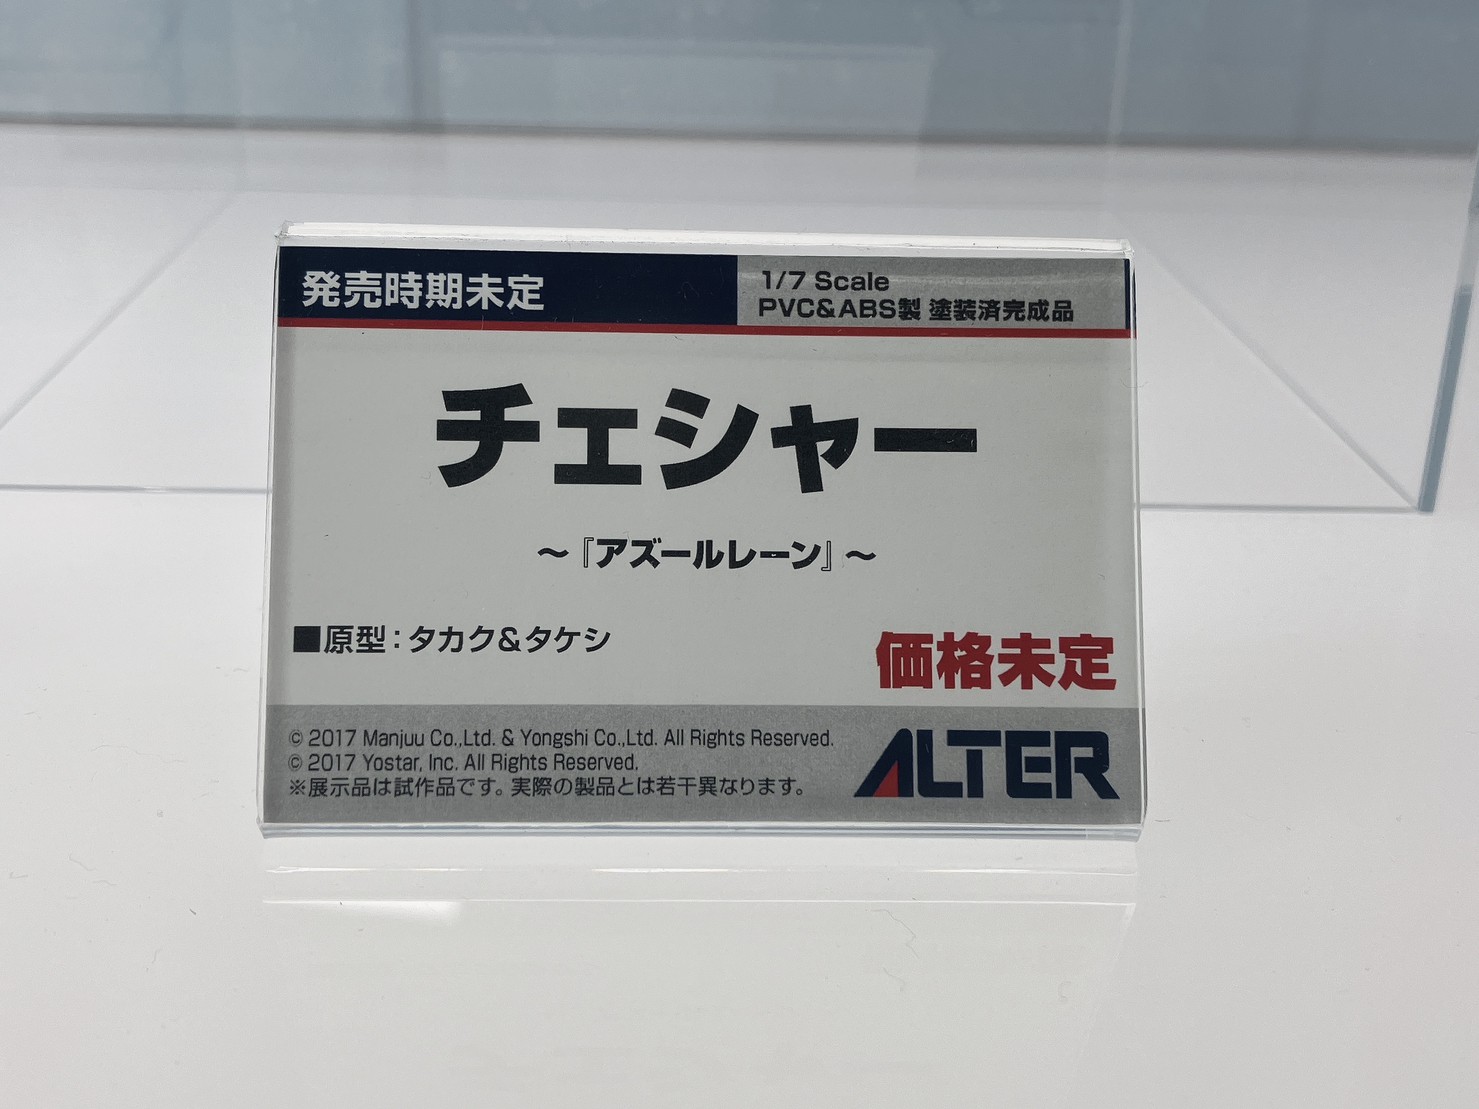 発売時期未定
1/7 Scale
PVC&ABS製 塗装済完成品
チェシャー
～『アズールレーン』～
■原型：タカク&タケシ
価格未定
© 2017 Manjuu Co.,Ltd. & Yongshi Co.,Ltd. All Rights Reserved.
© 2017 Yostar, Inc. All Rights Reserved.
※展示品は試作品です。実際の製品とは若干異なります。
ALTER